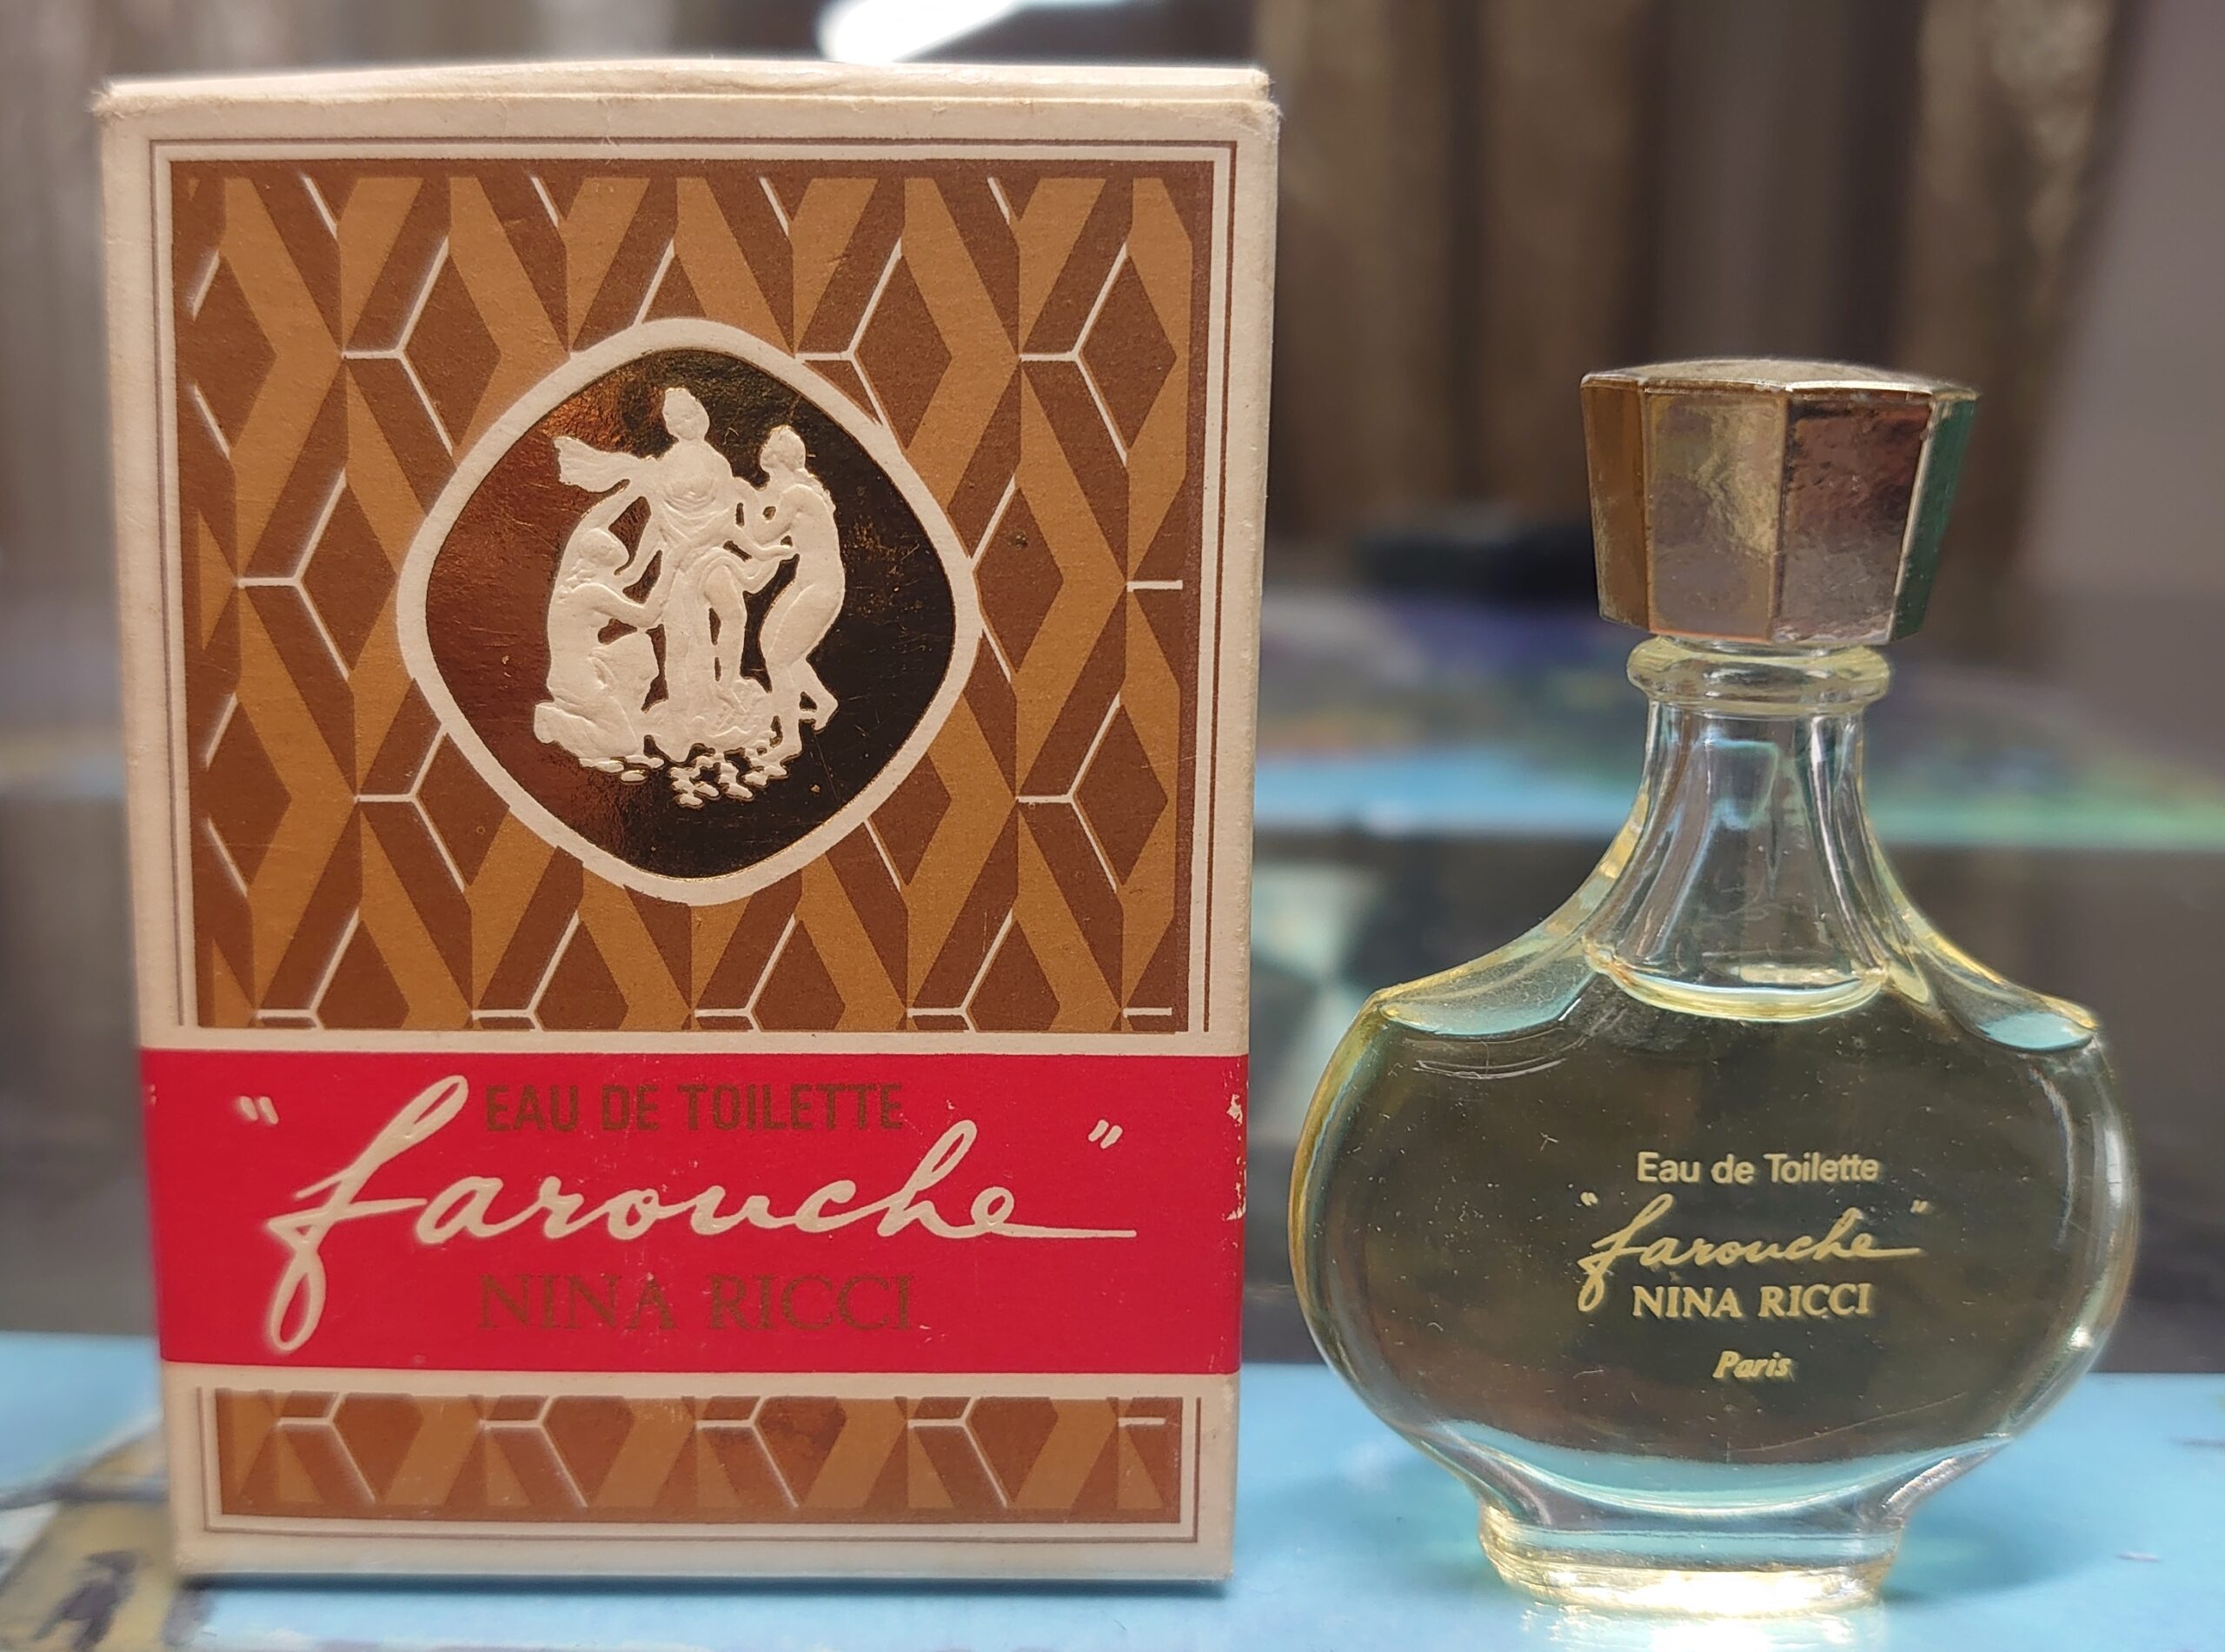 EAU DE TOILETTE
"farouche"
NINA RICCI
Eau de Toilette
"farouche"
NINA RICCI
Paris